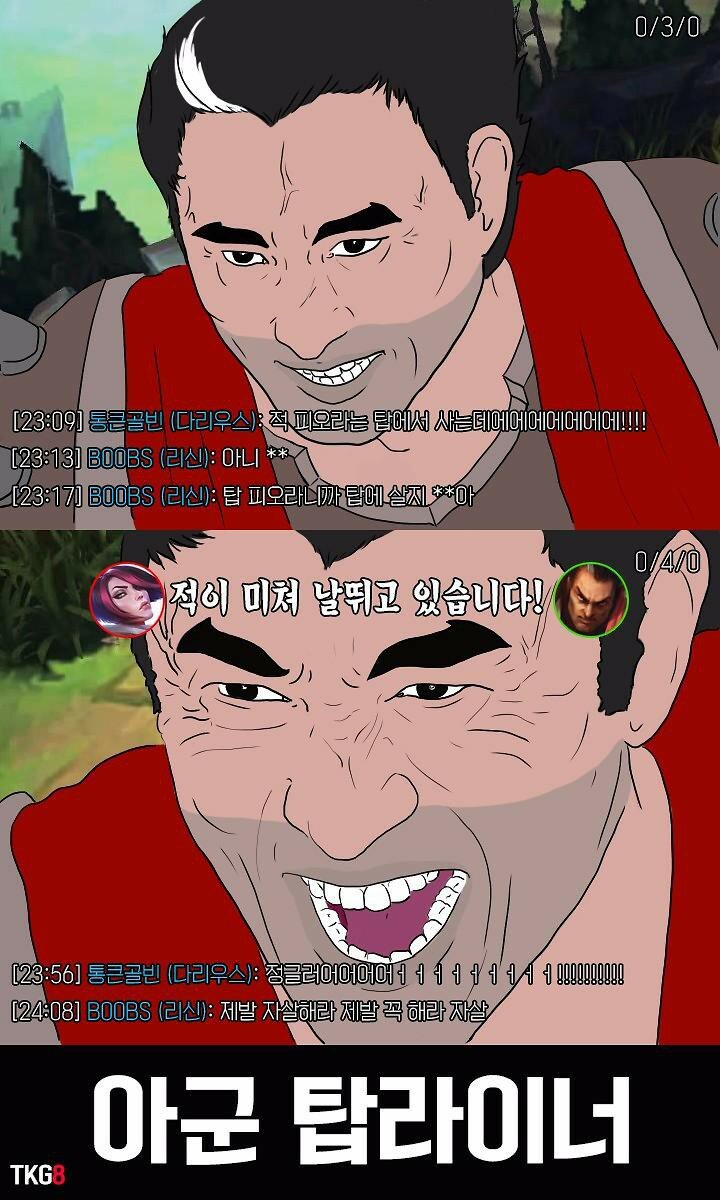 0/3/0
[23:09] 통큰골빈 (다리우스): 적 피오라는 탑에서 사는데에에에에에에에!!!!
[23:13] B00BS (리신): 아니 **
[23:17] B00BS (리신): 탑 피오라니까 탑에 살지 **아
0/4/0
적이 미쳐 날뛰고 있습니다!
[23:56] 통큰골빈 (다리우스): 정글러어어어어ㅓㅓㅓㅓㅓㅓㅓㅓㅓ!!!!!!!!!!
[24:08] B00BS (리신): 제발 자살해라 제발 꼭 해라 자살
아군 탑라이너
TKG8